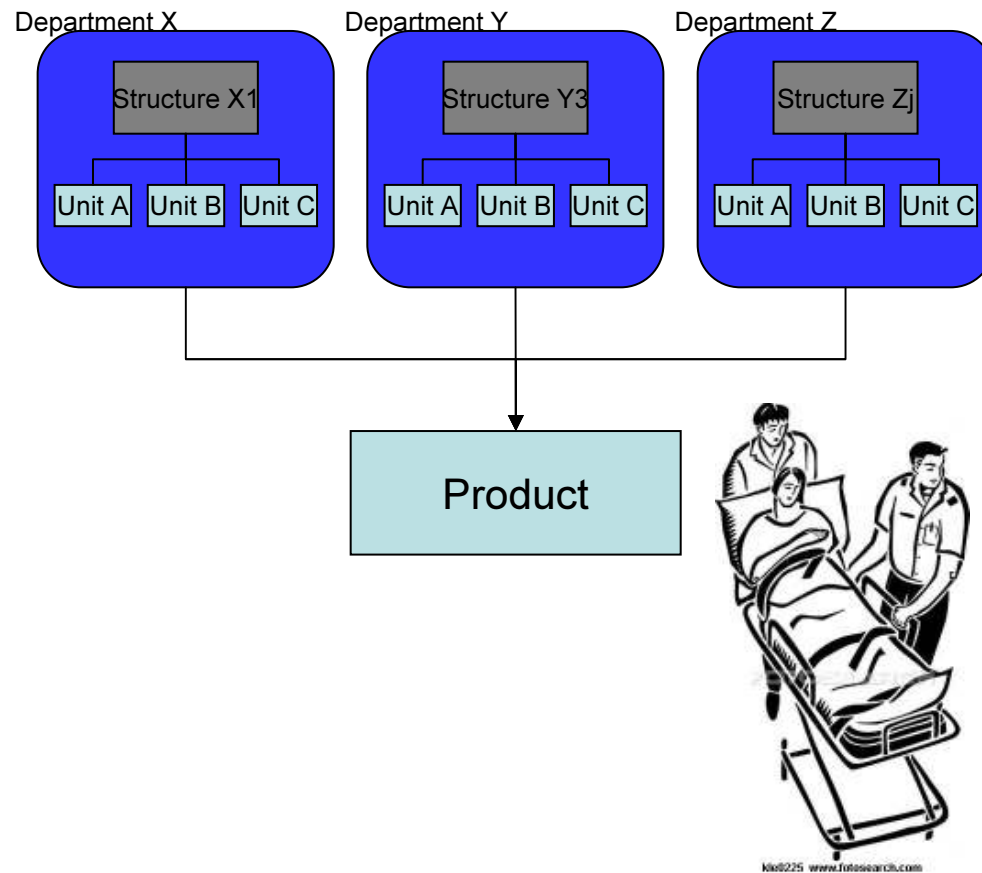 Department X
Department Y
Department Z
Structure X1
Structure Y3
Structure Zj
Unit A
Unit B
Unit C
Unit A
Unit B
Unit C
Unit A
Unit B
Unit C
Product
www.fotosearch.com